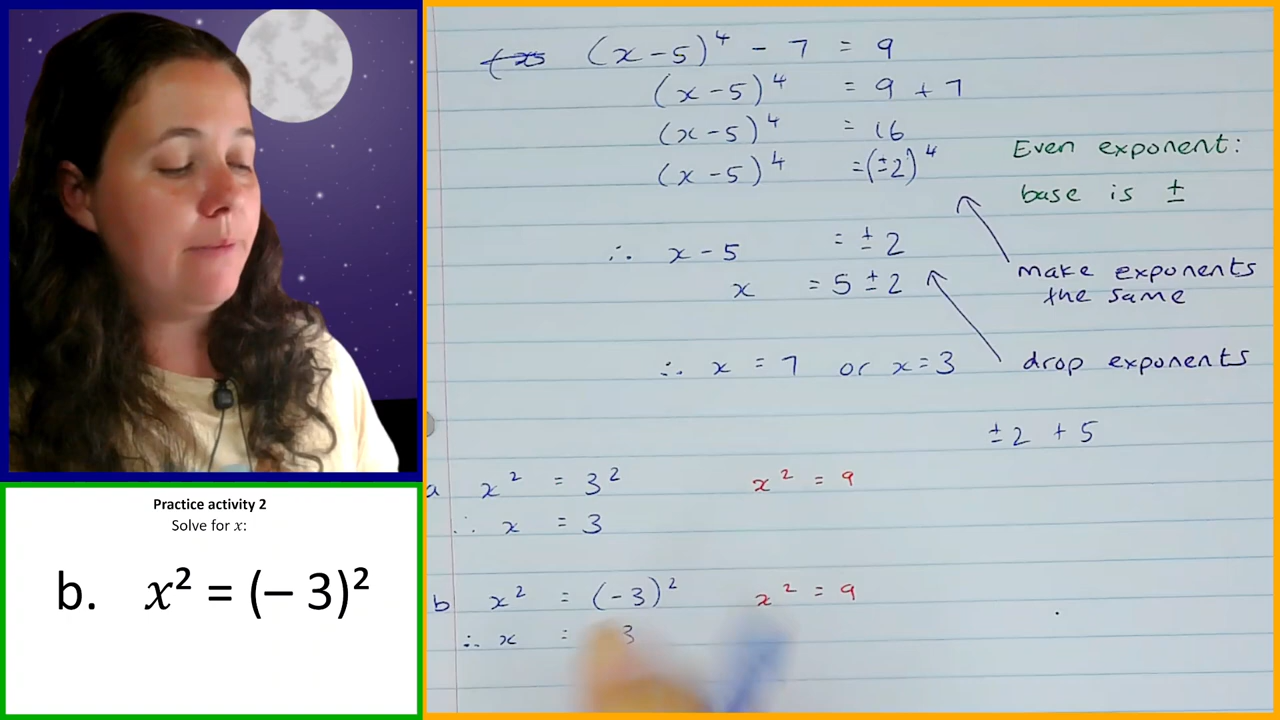 (x – 5)⁴ – 7 = 9
(x – 5)⁴ = 9 + 7
(x – 5)⁴ = 16
(x – 5)⁴ = (±2)⁴
Even exponent:
base is ±
∴ x – 5 = ±2
x = 5 ± 2
make exponents
the same
∴ x = 7 or x = 3
drop exponents
±2 + 5
a x² = 3² x² = 9
∴ x = 3
b x² = (–3)² x² = 9
∴ x = 3
Practice activity 2
Solve for x:
b. x² = (– 3)²